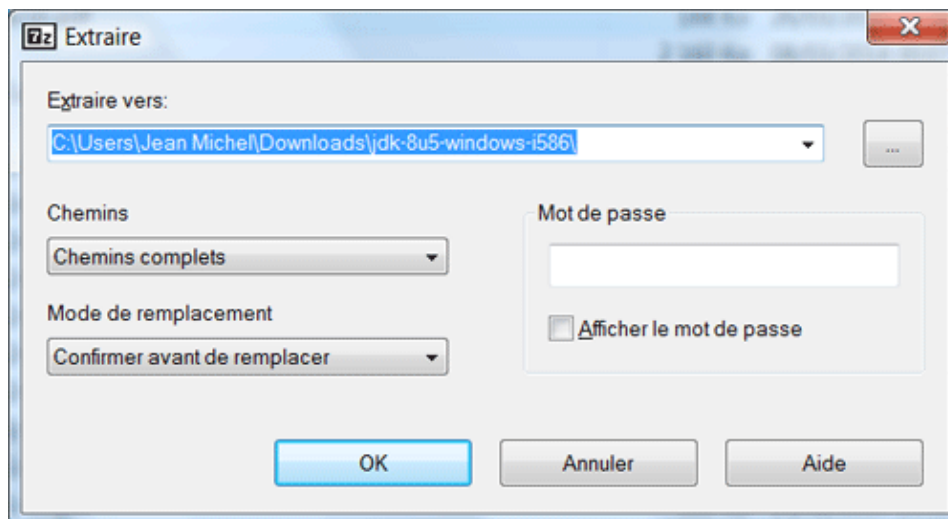 7z Extraire
Extraire vers:
C:\Users\Jean Michel\Downloads\jdk-8u5-windows-i586\
...
Chemins
Chemins complets
Mot de passe
Mode de remplacement
Confirmer avant de remplacer
Afficher le mot de passe
OK
Annuler
Aide